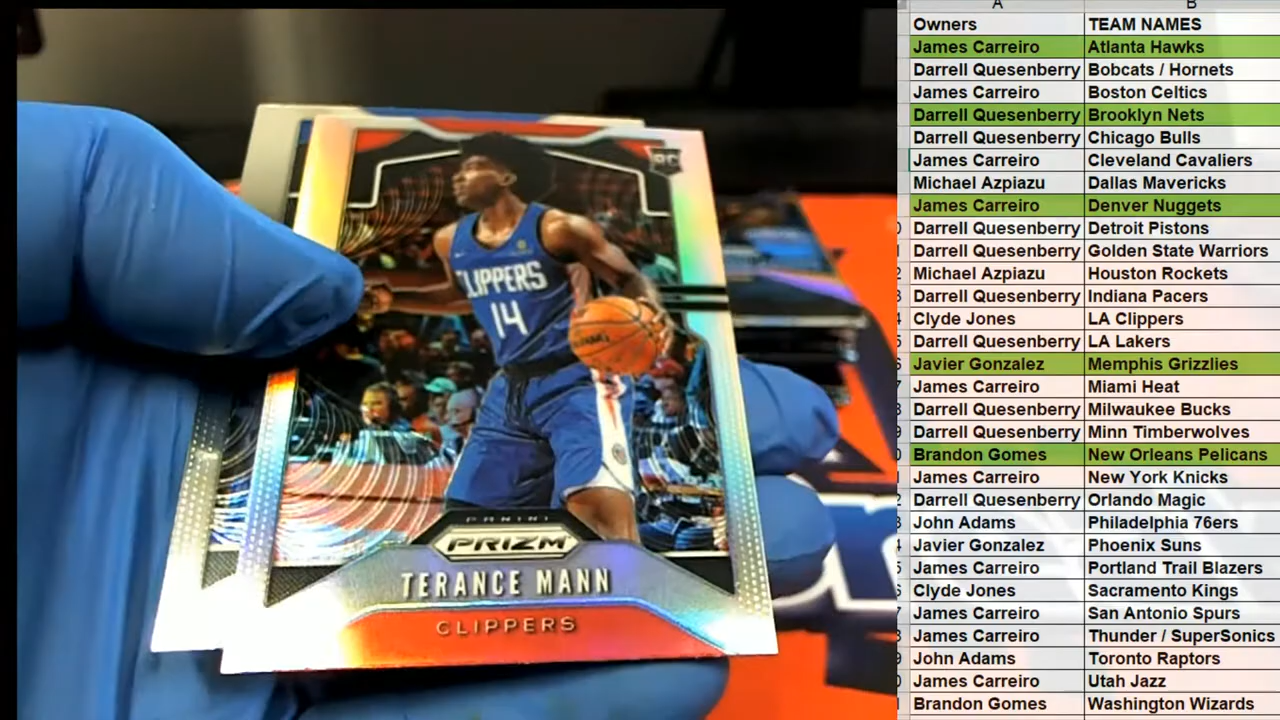 RC
CLIPPERS
14
PANINI
PRIZM
TERANCE MANN
CLIPPERS
A B
Owners TEAM NAMES
James Carreiro Atlanta Hawks
Darrell Quesenberry Bobcats / Hornets
James Carreiro Boston Celtics
Darrell Quesenberry Brooklyn Nets
Darrell Quesenberry Chicago Bulls
James Carreiro Cleveland Cavaliers
Michael Azpiazu Dallas Mavericks
James Carreiro Denver Nuggets
Darrell Quesenberry Detroit Pistons
Darrell Quesenberry Golden State Warriors
Michael Azpiazu Houston Rockets
Darrell Quesenberry Indiana Pacers
Clyde Jones LA Clippers
Darrell Quesenberry LA Lakers
Javier Gonzalez Memphis Grizzlies
James Carreiro Miami Heat
Darrell Quesenberry Milwaukee Bucks
Darrell Quesenberry Minn Timberwolves
Brandon Gomes New Orleans Pelicans
James Carreiro New York Knicks
Darrell Quesenberry Orlando Magic
John Adams Philadelphia 76ers
Javier Gonzalez Phoenix Suns
James Carreiro Portland Trail Blazers
Clyde Jones Sacramento Kings
James Carreiro San Antonio Spurs
James Carreiro Thunder / SuperSonics
John Adams Toronto Raptors
James Carreiro Utah Jazz
Brandon Gomes Washington Wizards